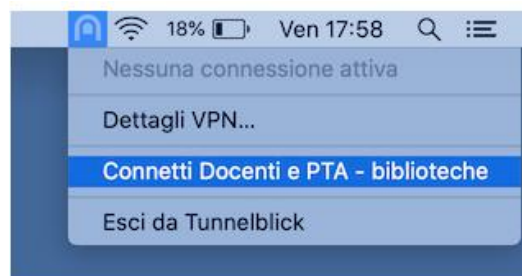 18% Ven 17:58
Nessuna connessione attiva
Dettagli VPN...
Connetti Docenti e PTA - biblioteche
Esci da Tunnelblick